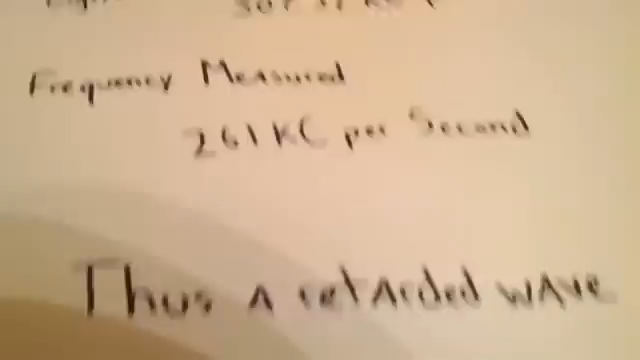 Frequency Measured
261 KC per Second
Thus A retarded wave